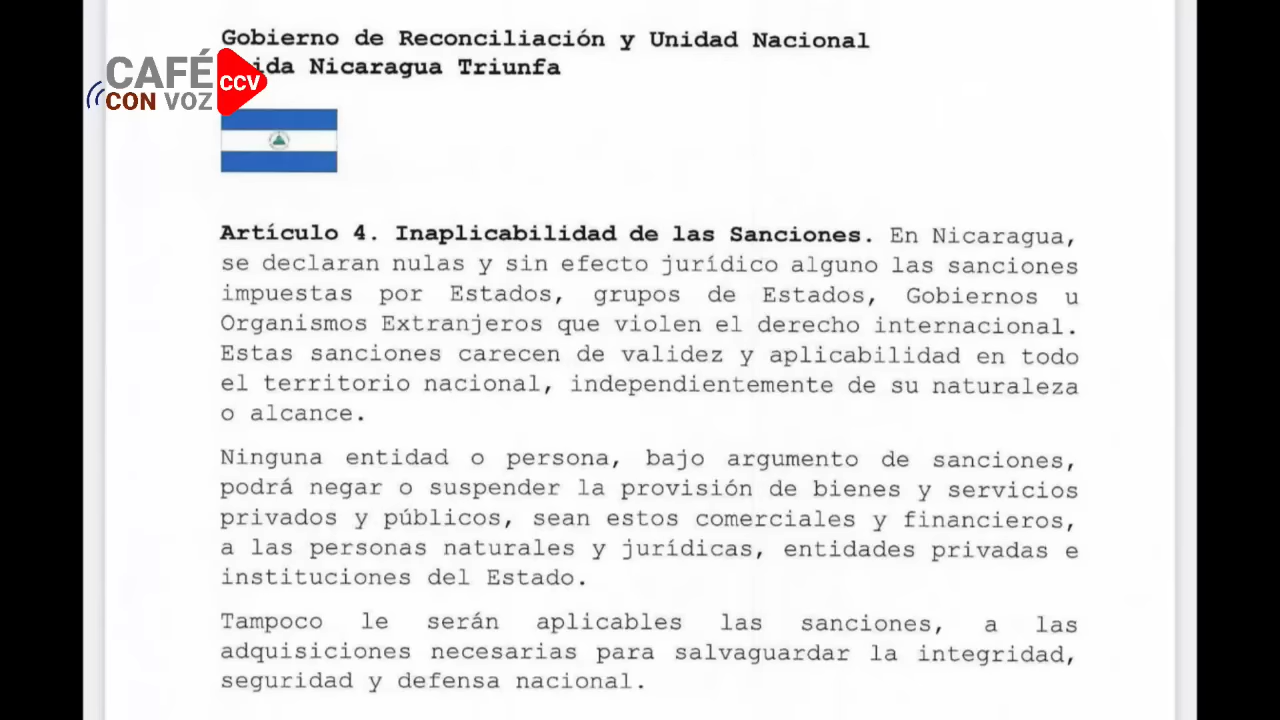 Gobierno de Reconciliación y Unidad Nacional
CAFÉ
CON VOZ
CCV
Nicaragua Triunfa
Artículo 4. Inaplicabilidad de las Sanciones. En Nicaragua,
se declaran nulas y sin efecto jurídico alguno las sanciones
impuestas por Estados, grupos de Estados, Gobiernos u
Organismos Extranjeros que violen el derecho internacional.
Estas sanciones carecen de validez y aplicabilidad en todo
el territorio nacional, independientemente de su naturaleza
o alcance.
Ninguna entidad o persona, bajo argumento de sanciones,
podrá negar o suspender la provisión de bienes y servicios
privados y públicos, sean estos comerciales y financieros,
a las personas naturales y jurídicas, entidades privadas e
instituciones del Estado.
Tampoco le serán aplicables las sanciones, a las
adquisiciones necesarias para salvaguardar la integridad,
seguridad y defensa nacional.